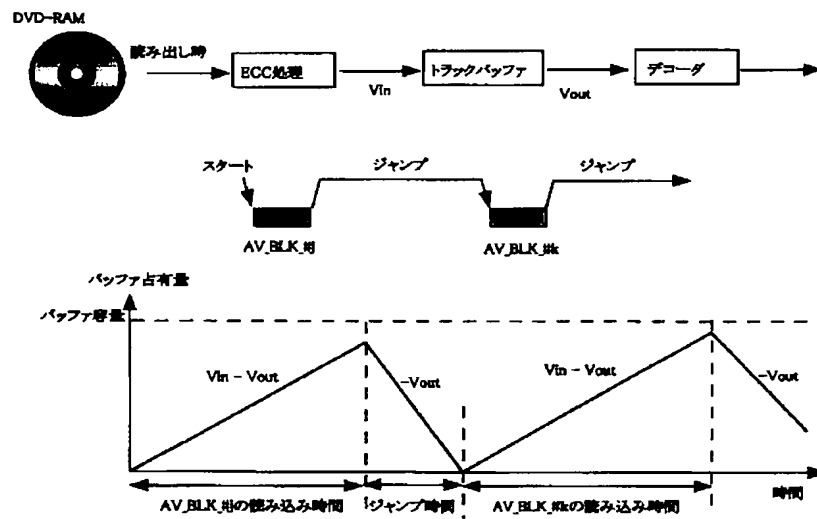 DVD-RAM
読み出し時
ECC処理
Vin
トラックバッファ
Vout
デコーダ
スタート
ジャンプ
ジャンプ
AV_BLK_#j
AV_BLK_#k
バッファ占有量
バッファ容量
Vin - Vout
-Vout
Vin - Vout
-Vout
時間
AV_BLK_#jの読み込み時間
ジャンプ時間
AV_BLK_#kの読み込み時間